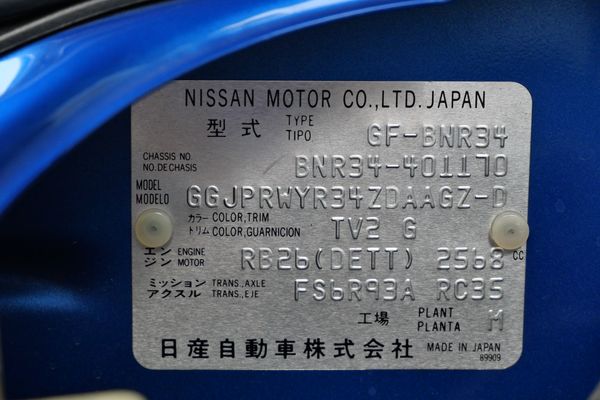 NISSAN MOTOR CO.,LTD. JAPAN
型式 TYPE TIPO GF-BNR34
CHASSIS NO. NO.DE CHASIS BNR34-401170
MODEL MODELO GGJPRWYR34ZDAAGZ-D
カラー COLOR,TRIM
トリム COLOR,GUARNICION TV2 G
エンジン ENGINE MOTOR RB26(DETT) 2568 CC
ミッション TRANS.,AXLE
アクスル TRANS.,EJE FS6R93A RC35
工場 PLANT PLANTA M
日産自動車株式会社 MADE IN JAPAN
89909